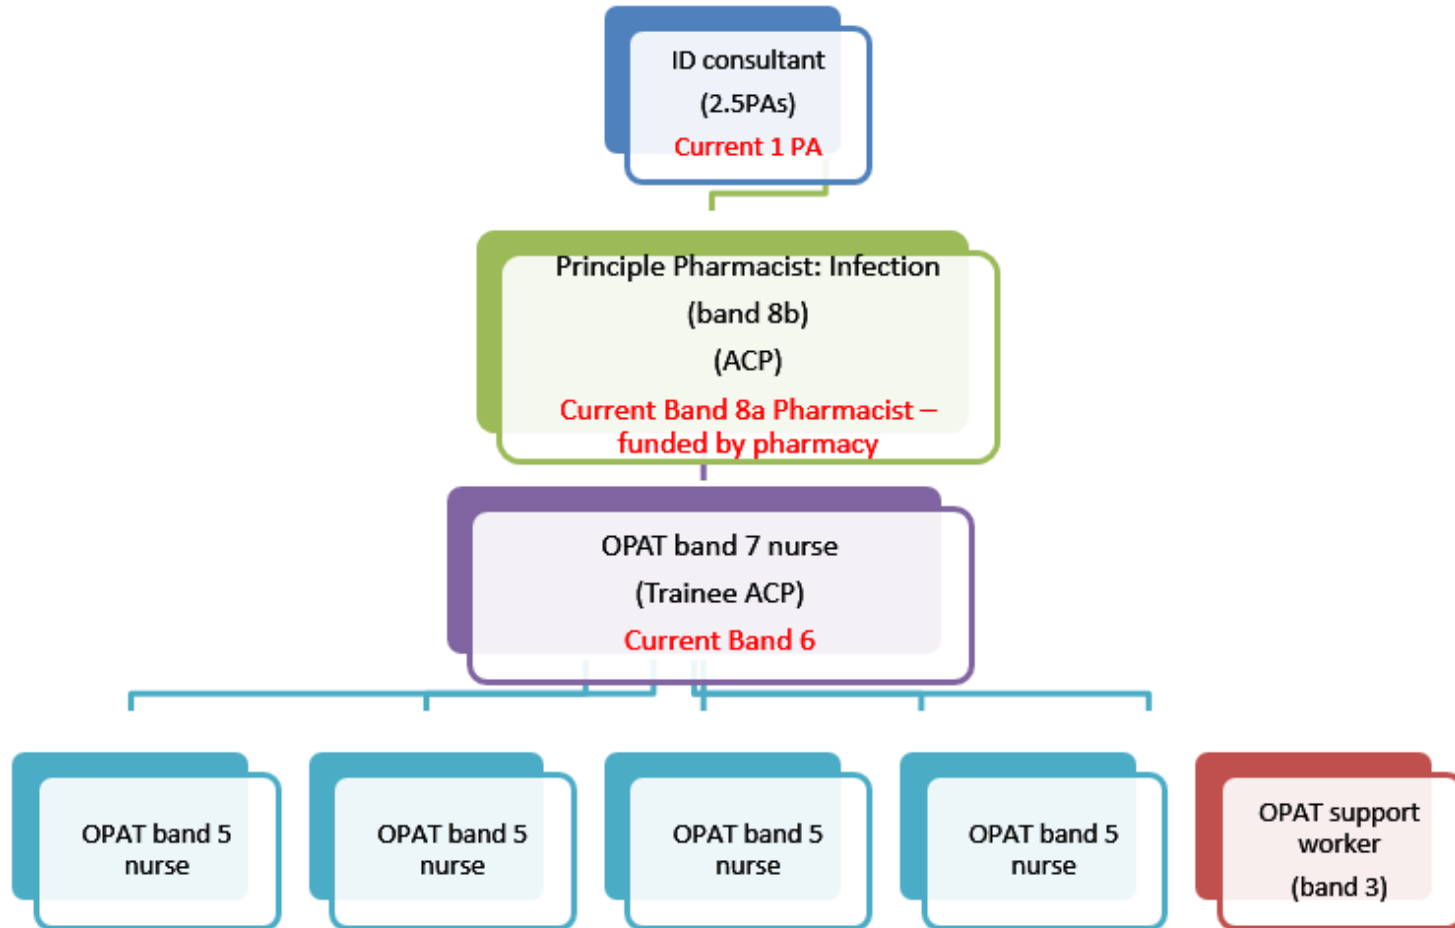 ID consultant
(2.5PAs)
Current 1 PA
Principle Pharmacist: Infection
(band 8b)
(ACP)
Current Band 8a Pharmacist –
funded by pharmacy
OPAT band 7 nurse
(Trainee ACP)
Current Band 6
OPAT band 5
nurse
OPAT band 5
nurse
OPAT band 5
nurse
OPAT band 5
nurse
OPAT support
worker
(band 3)